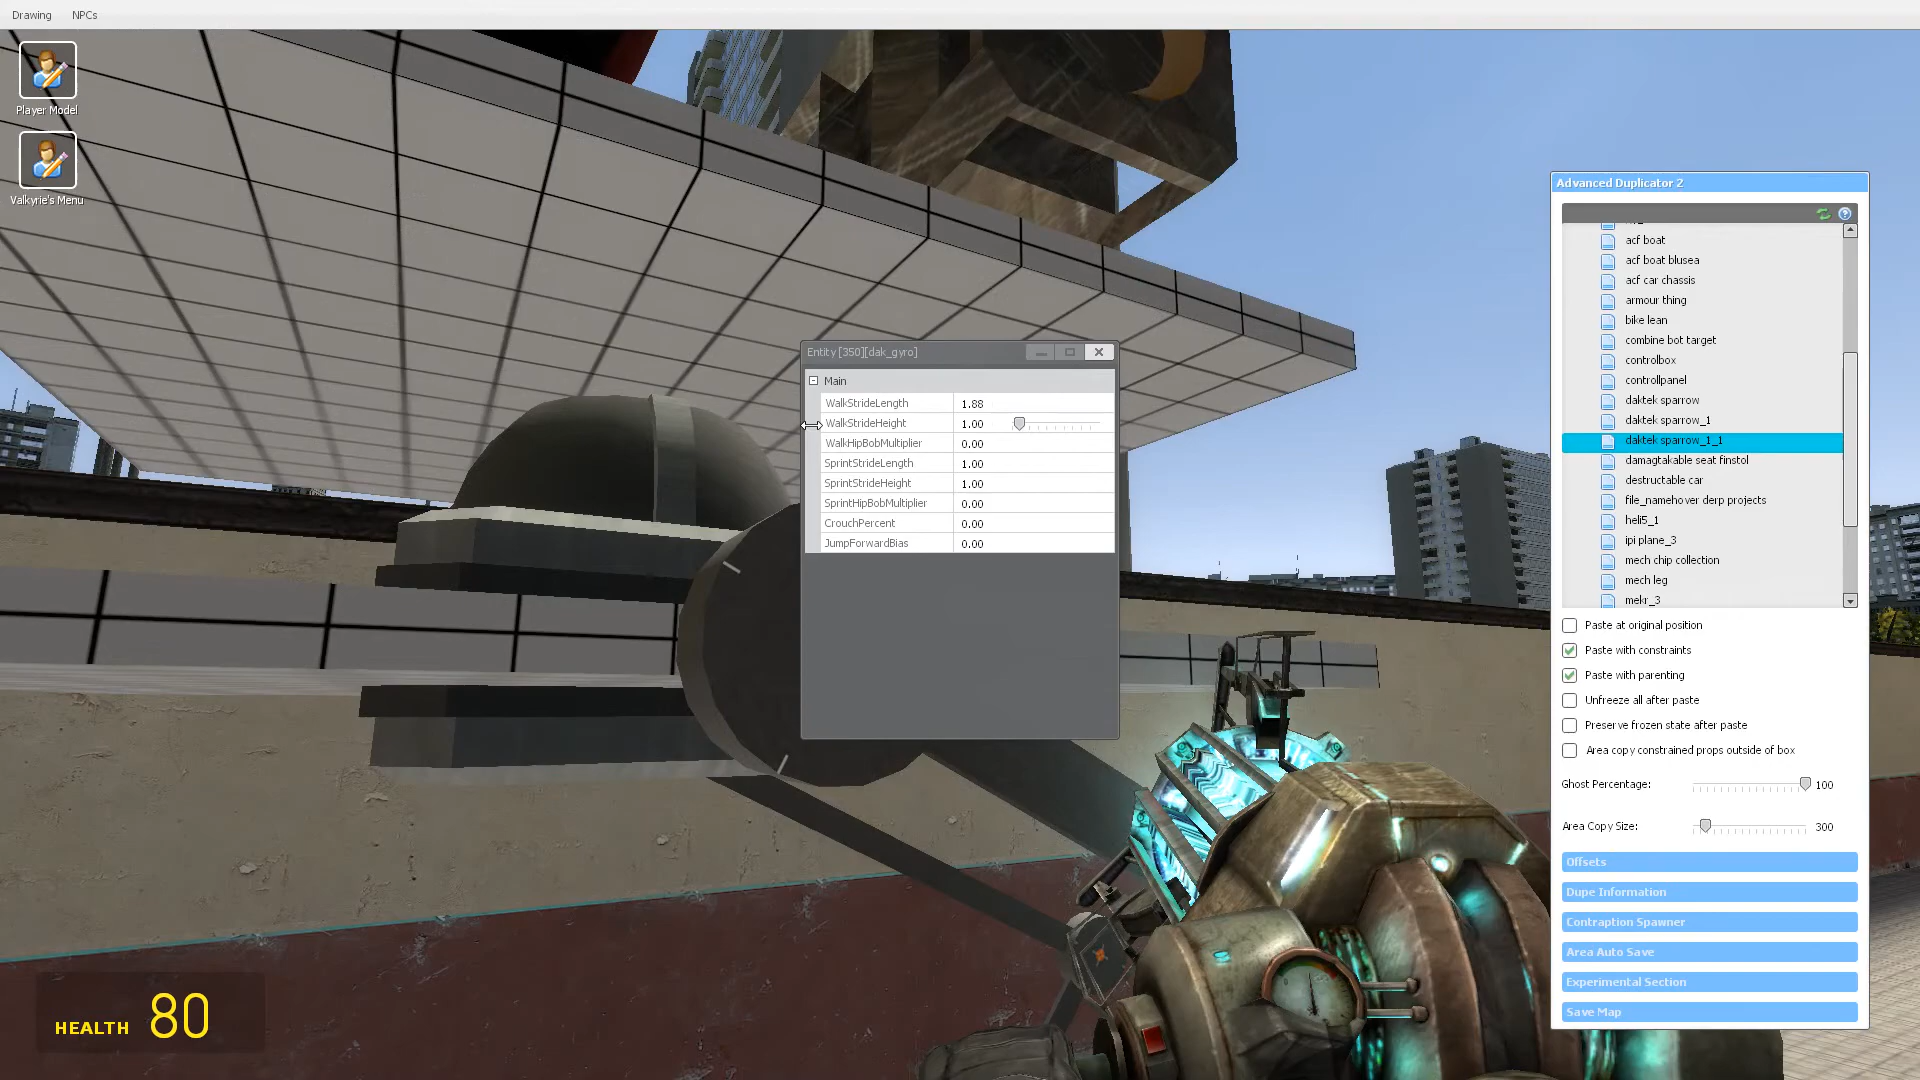 Drawing NPCs
Player Model
Valkyrie's Menu
Entity [350][dak_gyro]
Main
WalkStrideLength 1.88
WalkStrideHeight 1.00
WalkHipBobMultiplier 0.00
SprintStrideLength 1.00
SprintStrideHeight 1.00
SprintHipBobMultiplier 0.00
CrouchPercent 0.00
JumpForwardBias 0.00
Advanced Duplicator 2
acf boat
acf boat blusea
acf car chassis
armour thing
bike lean
combine bot target
controlbox
controllpanel
daktek sparrow
daktek sparrow_1
daktek sparrow_1_1
damagtakable seat finstol
destructable car
file_namehover derp projects
heli5_1
ipi plane_3
mech chip collection
mech leg
mekr_3
Paste at original position
Paste with constraints
Paste with parenting
Unfreeze all after paste
Preserve frozen state after paste
Area copy constrained props outside of box
Ghost Percentage: 100
Area Copy Size: 300
Offsets
Dupe Information
Contraption Spawner
Area Auto Save
Experimental Section
Save Map
HEALTH 80